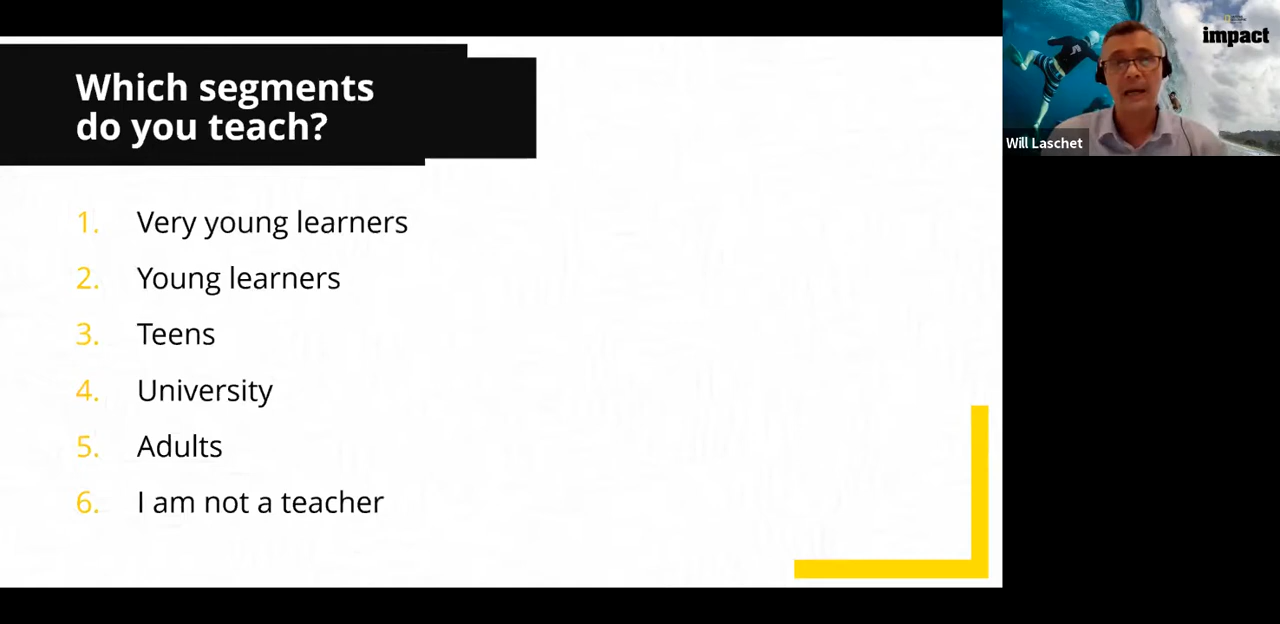 Which segments
do you teach?
1. Very young learners
2. Young learners
3. Teens
4. University
5. Adults
6. I am not a teacher
impact
Will Laschet